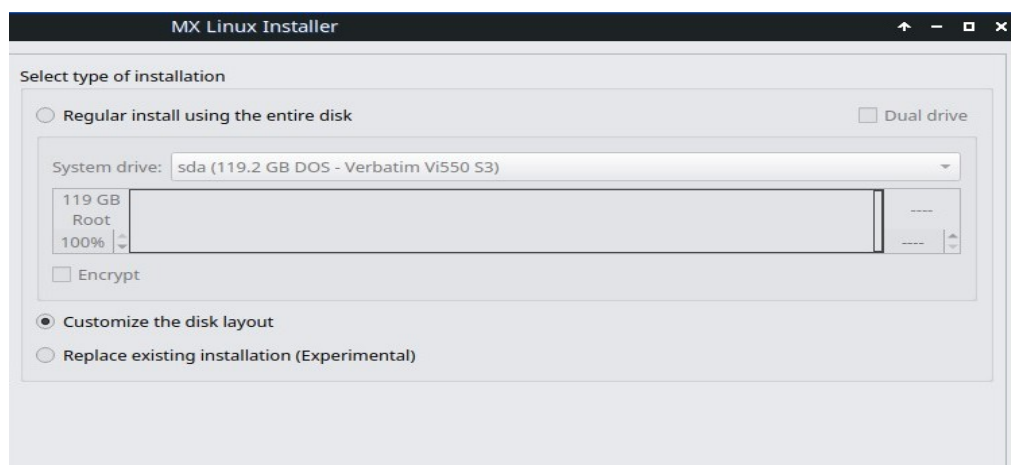 MX Linux Installer
Select type of installation
Regular install using the entire disk
Dual drive
System drive: sda (119.2 GB DOS - Verbatim Vi550 S3)
119 GB
Root
100%
----
----
Encrypt
Customize the disk layout
Replace existing installation (Experimental)